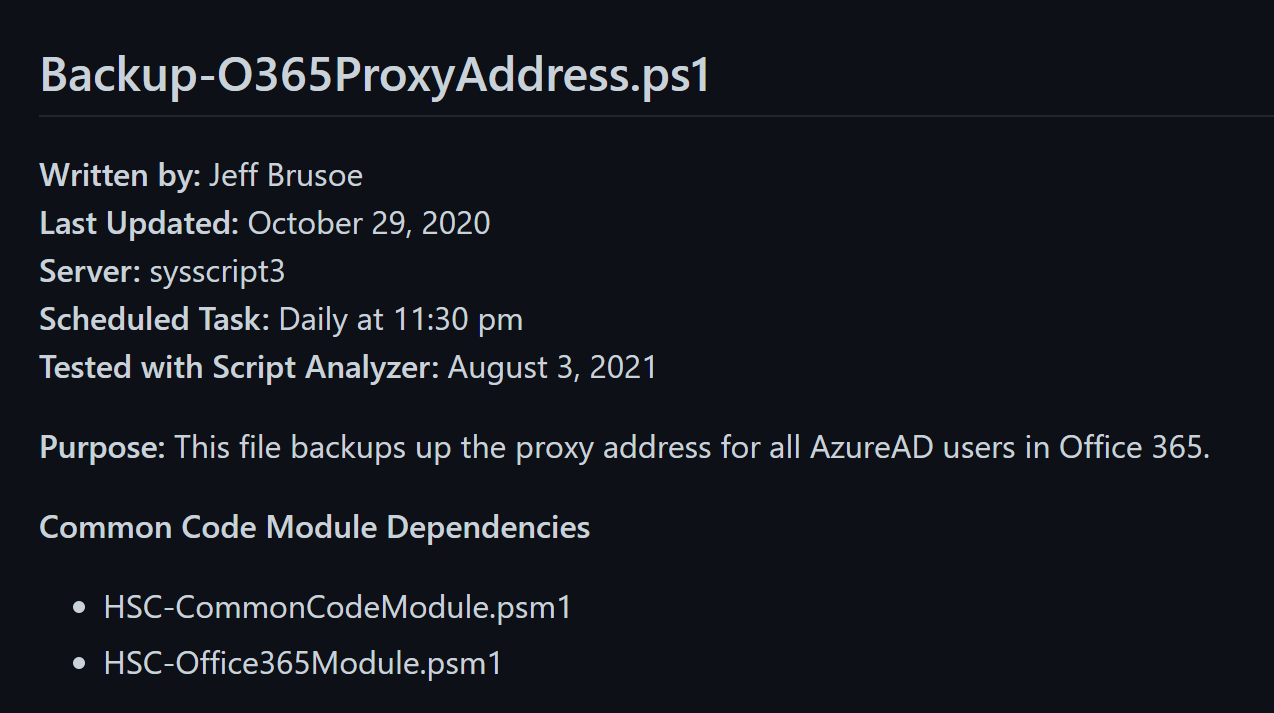 Backup-O365ProxyAddress.ps1
Written by: Jeff Brusoe
Last Updated: October 29, 2020
Server: sysscript3
Scheduled Task: Daily at 11:30 pm
Tested with Script Analyzer: August 3, 2021
Purpose: This file backups up the proxy address for all AzureAD users in Office 365.
Common Code Module Dependencies
• HSC-CommonCodeModule.psm1
• HSC-Office365Module.psm1